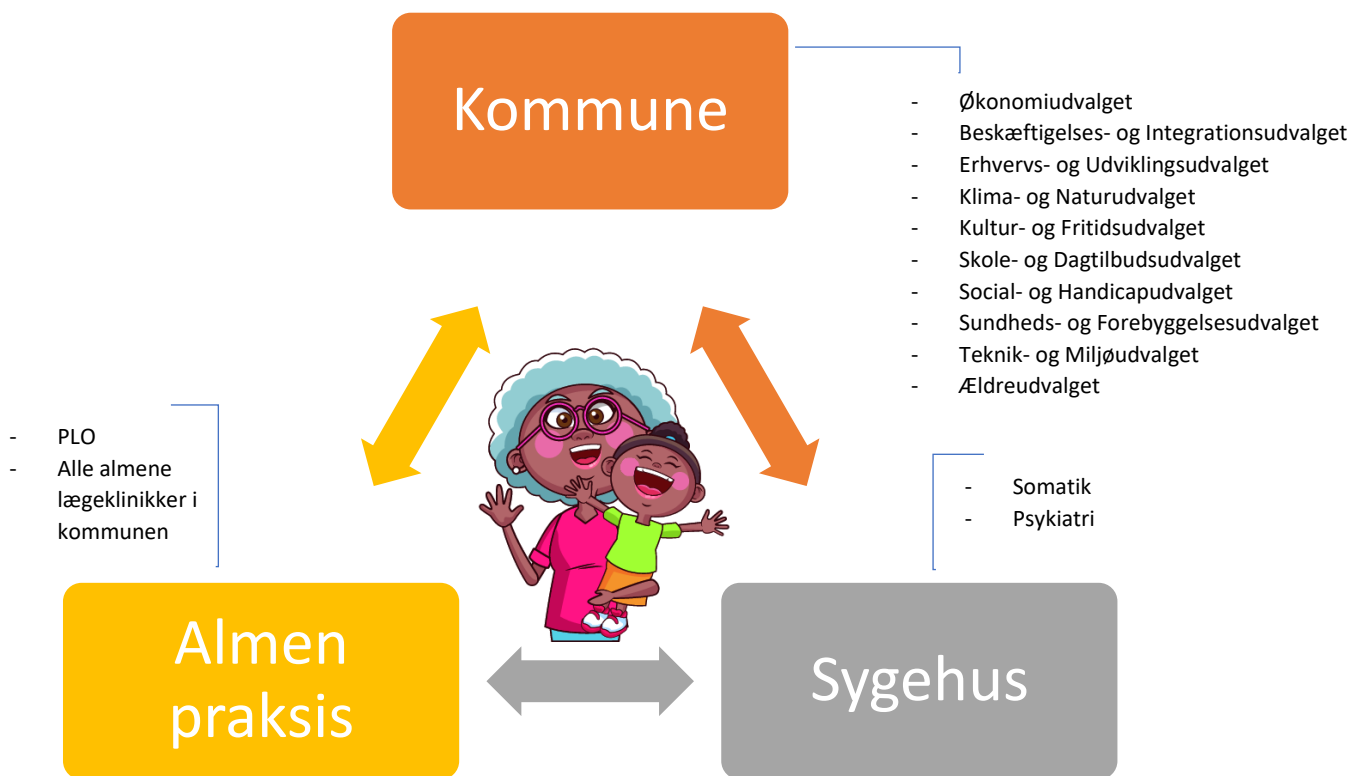 Kommune
- Økonomiudvalget
- Beskæftigelses- og Integrationsudvalget
- Erhvervs- og Udviklingsudvalget
- Klima- og Naturudvalget
- Kultur- og Fritidsudvalget
- Skole- og Dagtilbudsudvalget
- Social- og Handicapudvalget
- Sundheds- og Forebyggelsesudvalget
- Teknik- og Miljøudvalget
- Ældreudvalget
- PLO
- Alle almene
lægeklinikker i
kommunen
- Somatik
- Psykiatri
Almen
praksis
Sygehus